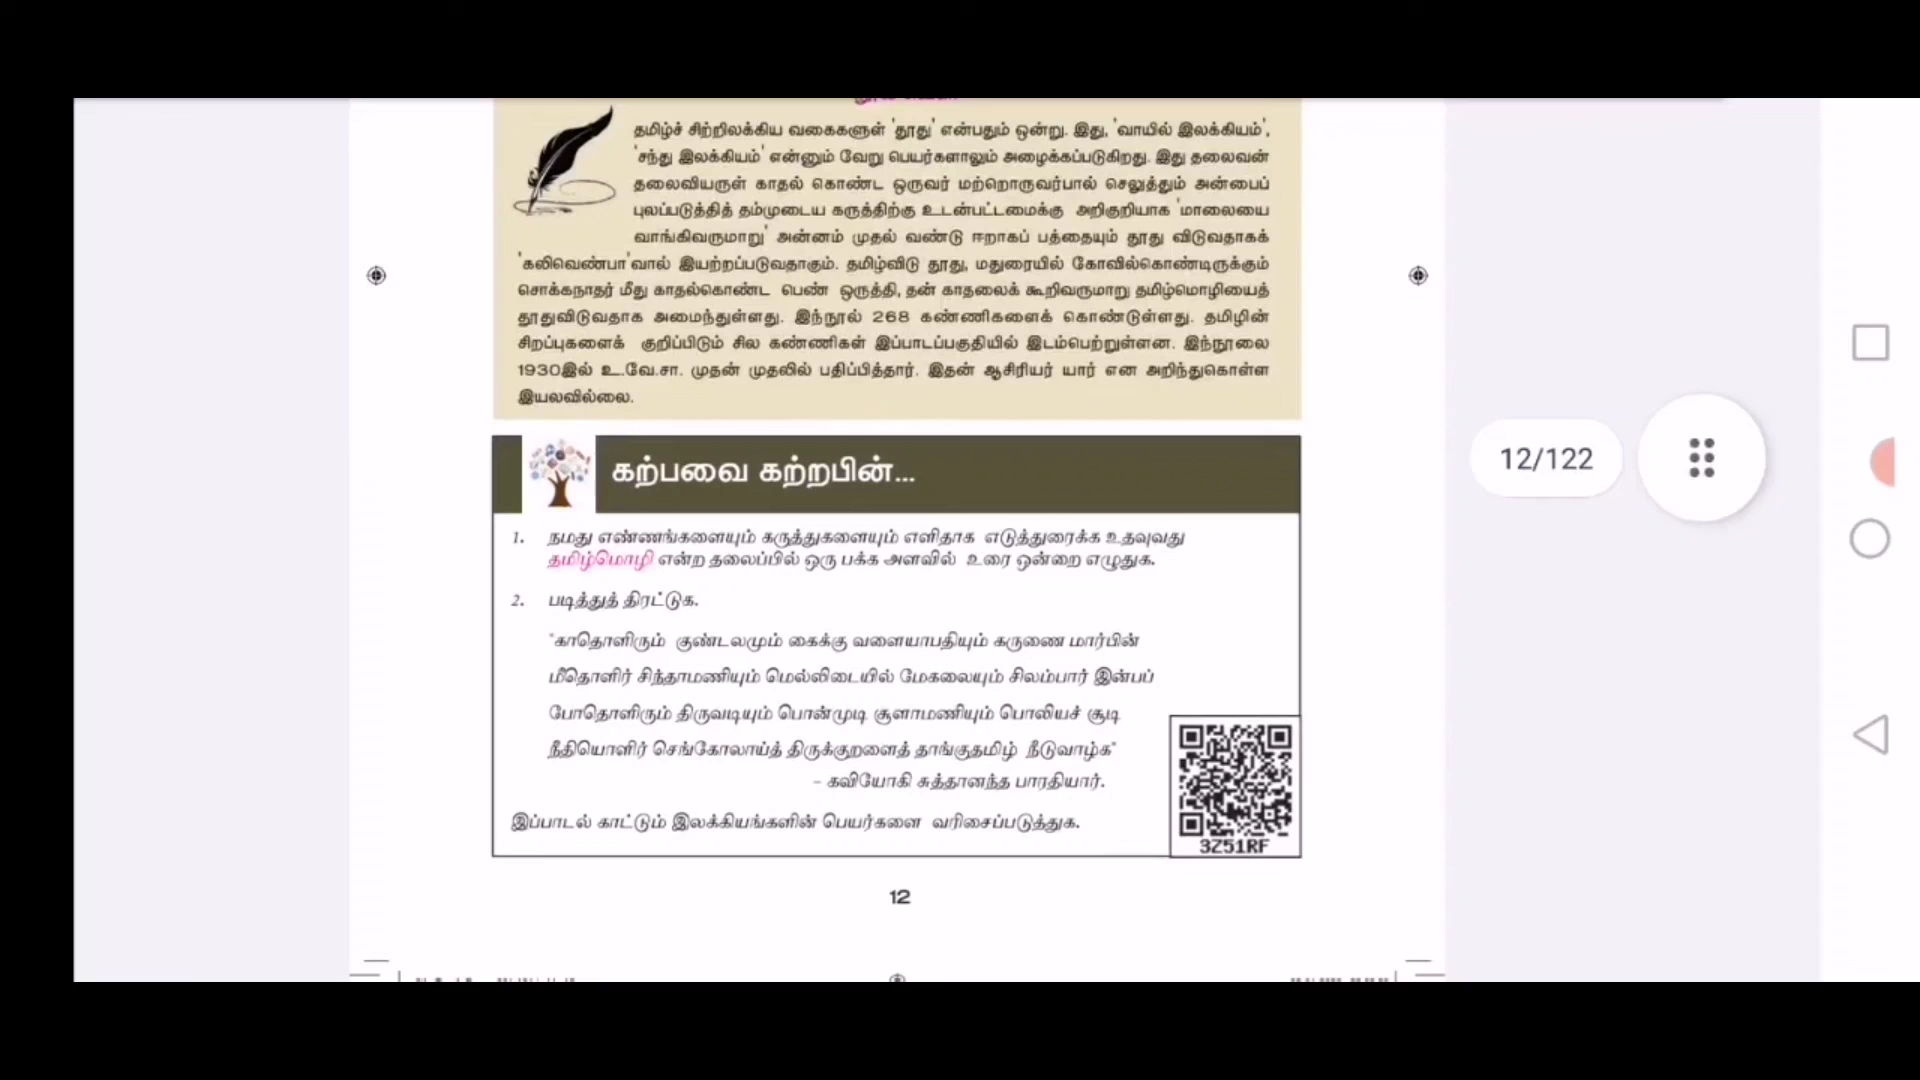 தமிழ்ச் சிற்றிலக்கிய வகைகளுள் 'தூது' என்பதும் ஒன்று. இது, 'வாயில் இலக்கியம்',
'சந்து இலக்கியம்' என்னும் வேறு பெயர்களாலும் அழைக்கப்படுகிறது. இது தலைவன்
தலைவியருள் காதல் கொண்ட ஒருவர் மற்றொருவர்பால் செலுத்தும் அன்பைப்
புலப்படுத்தித் தம்முடைய கருத்திற்கு உடன்பட்டமைக்கு அறிகுறியாக 'மாலையை
வாங்கிவருமாறு' அன்னம் முதல் வண்டு ஈறாகப் பத்தையும் தூது விடுவதாகக்
'கலிவெண்பா'வால் இயற்றப்படுவதாகும். தமிழ்விடு தூது, மதுரையில் கோவில்கொண்டிருக்கும்
சொக்கநாதர் மீது காதல்கொண்ட பெண் ஒருத்தி, தன் காதலைக் கூறிவருமாறு தமிழ்மொழியைத்
தூதுவிடுவதாக அமைந்துள்ளது. இந்நூல் 268 கண்ணிகளைக் கொண்டுள்ளது. தமிழின்
சிறப்புகளைக் குறிப்பிடும் சில கண்ணிகள் இப்பாடப்பகுதியில் இடம்பெற்றுள்ளன. இந்நூலை
1930இல் உ.வே.சா. முதன் முதலில் பதிப்பித்தார். இதன் ஆசிரியர் யார் என அறிந்துகொள்ள
இயலவில்லை.
12/122
கற்பவை கற்றபின்...
1. நமது எண்ணங்களையும் கருத்துகளையும் எளிதாக எடுத்துரைக்க உதவுவது
தமிழ்மொழி என்ற தலைப்பில் ஒரு பக்க அளவில் உரை ஒன்றை எழுதுக.
2. படித்துத் திரட்டுக.
"காதொளிரும் குண்டலமும் கைக்கு வளையாபதியும் கருணை மார்பின்
மீதொளிர் சிந்தாமணியும் மெல்லிடையில் மேகலையும் சிலம்பார் இன்பப்
போதொளிரும் திருவடியும் பொன்முடி சூளாமணியும் பொலியச் சூடி
நீதியொளிர் செங்கோலாய்த் திருக்குறளைத் தாங்குதமிழ் நீடுவாழ்க"
– கவியோகி சுத்தானந்த பாரதியார்.
இப்பாடல் காட்டும் இலக்கியங்களின் பெயர்களை வரிசைப்படுத்துக.
3Z51RF
12